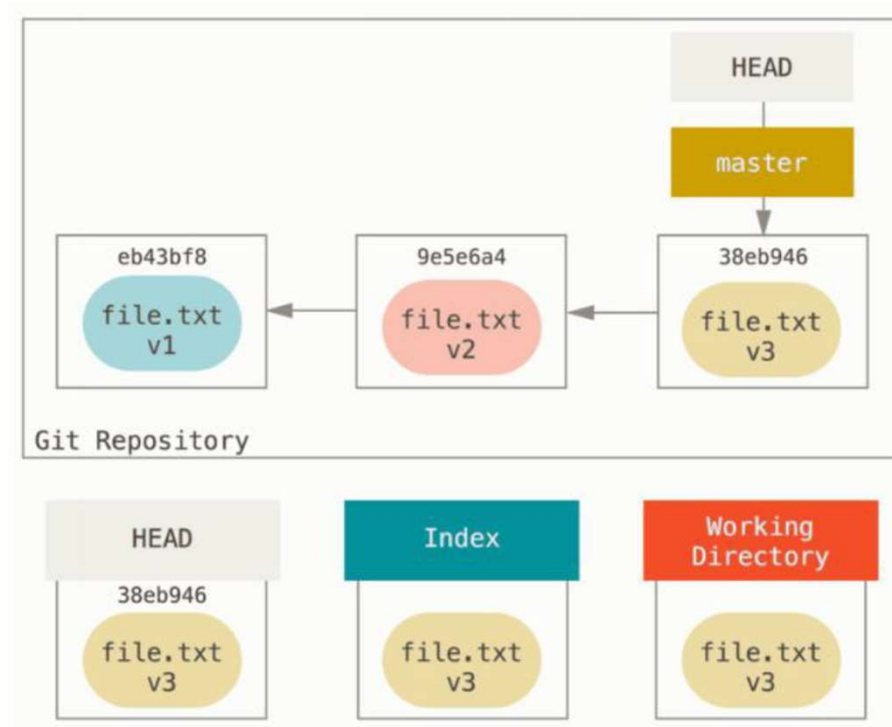 HEAD
master
eb43bf8
9e5e6a4
38eb946
file.txt
v1
file.txt
v2
file.txt
v3
Git Repository
HEAD
Index
Working
Directory
38eb946
file.txt
v3
file.txt
v3
file.txt
v3